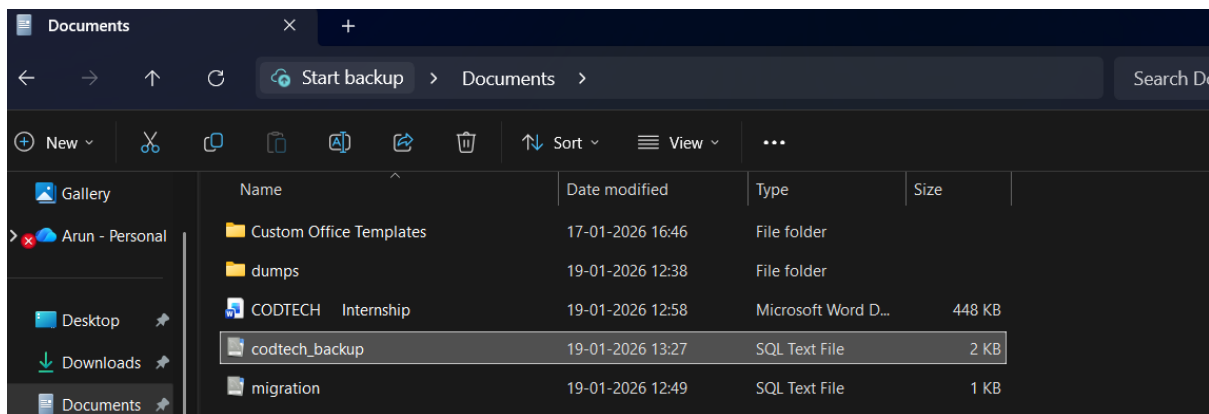 Documents
Start backup > Documents >
Search D
New
Sort
View
Gallery
Name Date modified Type Size
Custom Office Templates 17-01-2026 16:46 File folder
Arun - Personal
dumps 19-01-2026 12:38 File folder
CODTECH Internship 19-01-2026 12:58 Microsoft Word D... 448 KB
Desktop
codtech_backup 19-01-2026 13:27 SQL Text File 2 KB
Downloads
migration 19-01-2026 12:49 SQL Text File 1 KB
Documents